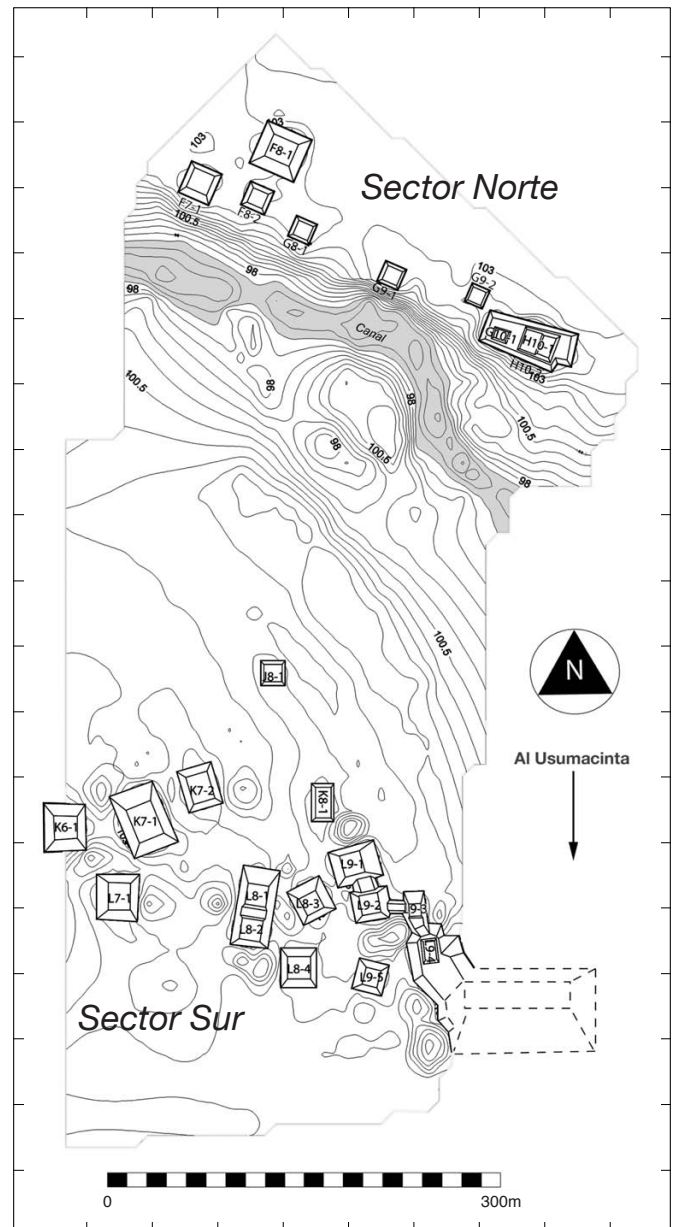 103
103
F8-1
Sector Norte
F7-1
F8-2
100.5
G8-1
98
103
G9-2
G9-1
98
Canal
G10-1
H10-1
H10-2
103
98
100.5
98
100.5
98
100.5
98
100.5
J8-1
N
Al Usumacinta
K7-2
K8-1
K6-1
K7-1
103
L9-1
L7-1
L8-1
L8-3
L9-2
L9-3
L8-2
L9-4
L8-4
L9-5
Sector Sur
0
300m